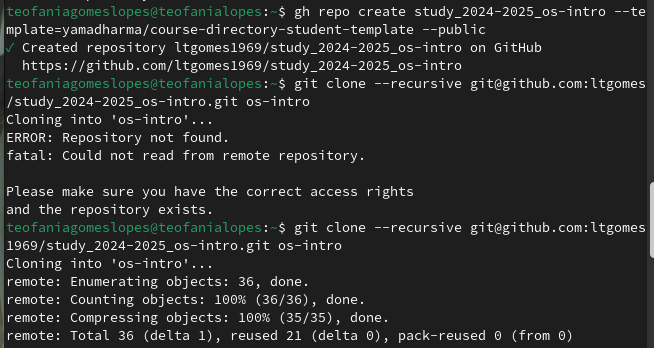 teofaniagomeslopes@teofanialopes:~$ gh repo create study_2024-2025_os-intro --te
mplate=yamadharma/course-directory-student-template --public
✓ Created repository ltgomes1969/study_2024-2025_os-intro on GitHub
  https://github.com/ltgomes1969/study_2024-2025_os-intro
teofaniagomeslopes@teofanialopes:~$ git clone --recursive git@github.com:ltgomes
/study_2024-2025_os-intro.git os-intro
Cloning into 'os-intro'...
ERROR: Repository not found.
fatal: Could not read from remote repository.

Please make sure you have the correct access rights
and the repository exists.
teofaniagomeslopes@teofanialopes:~$ git clone --recursive git@github.com:ltgomes
1969/study_2024-2025_os-intro.git os-intro
Cloning into 'os-intro'...
remote: Enumerating objects: 36, done.
remote: Counting objects: 100% (36/36), done.
remote: Compressing objects: 100% (35/35), done.
remote: Total 36 (delta 1), reused 21 (delta 0), pack-reused 0 (from 0)